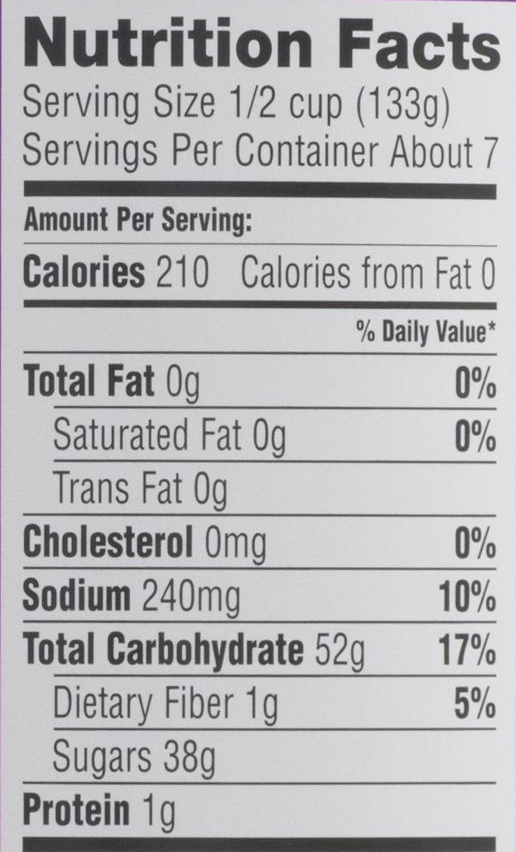 Nutrition Facts
Serving Size 1/2 cup (133g)
Servings Per Container About 7
Amount Per Serving:
Calories 210 Calories from Fat 0
% Daily Value*
Total Fat 0g 0%
Saturated Fat 0g 0%
Trans Fat 0g
Cholesterol 0mg 0%
Sodium 240mg 10%
Total Carbohydrate 52g 17%
Dietary Fiber 1g 5%
Sugars 38g
Protein 1g